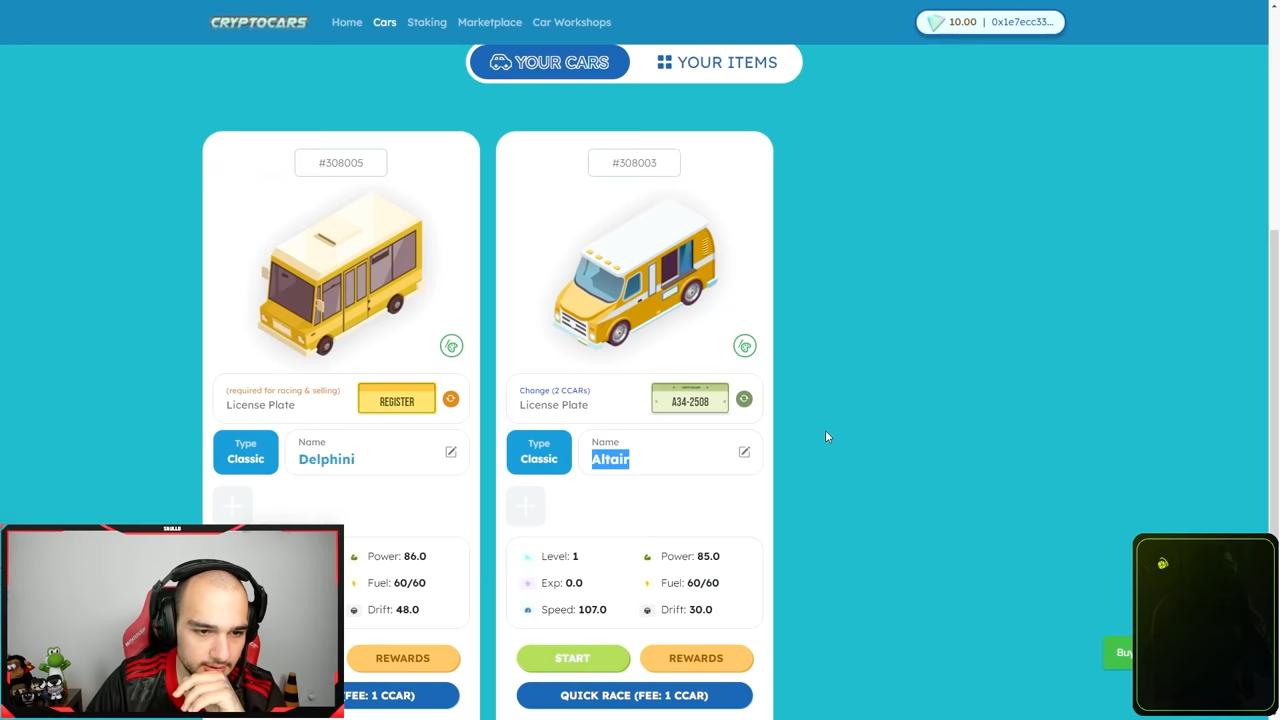 CRYPTOCARS
Home Cars Staking Marketplace Car Workshops
10.00 | 0x1e7ecc33...
YOUR CARS
YOUR ITEMS
#308005
(required for racing & selling)
License Plate
REGISTER
Type
Classic
Name
Delphini
Power: 86.0
Fuel: 60/60
Drift: 48.0
REWARDS
(FEE: 1 CCAR)
#308003
Change (2 CCARs)
License Plate
A34-2508
Type
Classic
Name
Altair
Level: 1
Power: 85.0
Exp: 0.0
Fuel: 60/60
Speed: 107.0
Drift: 30.0
START
REWARDS
QUICK RACE (FEE: 1 CCAR)
Buy